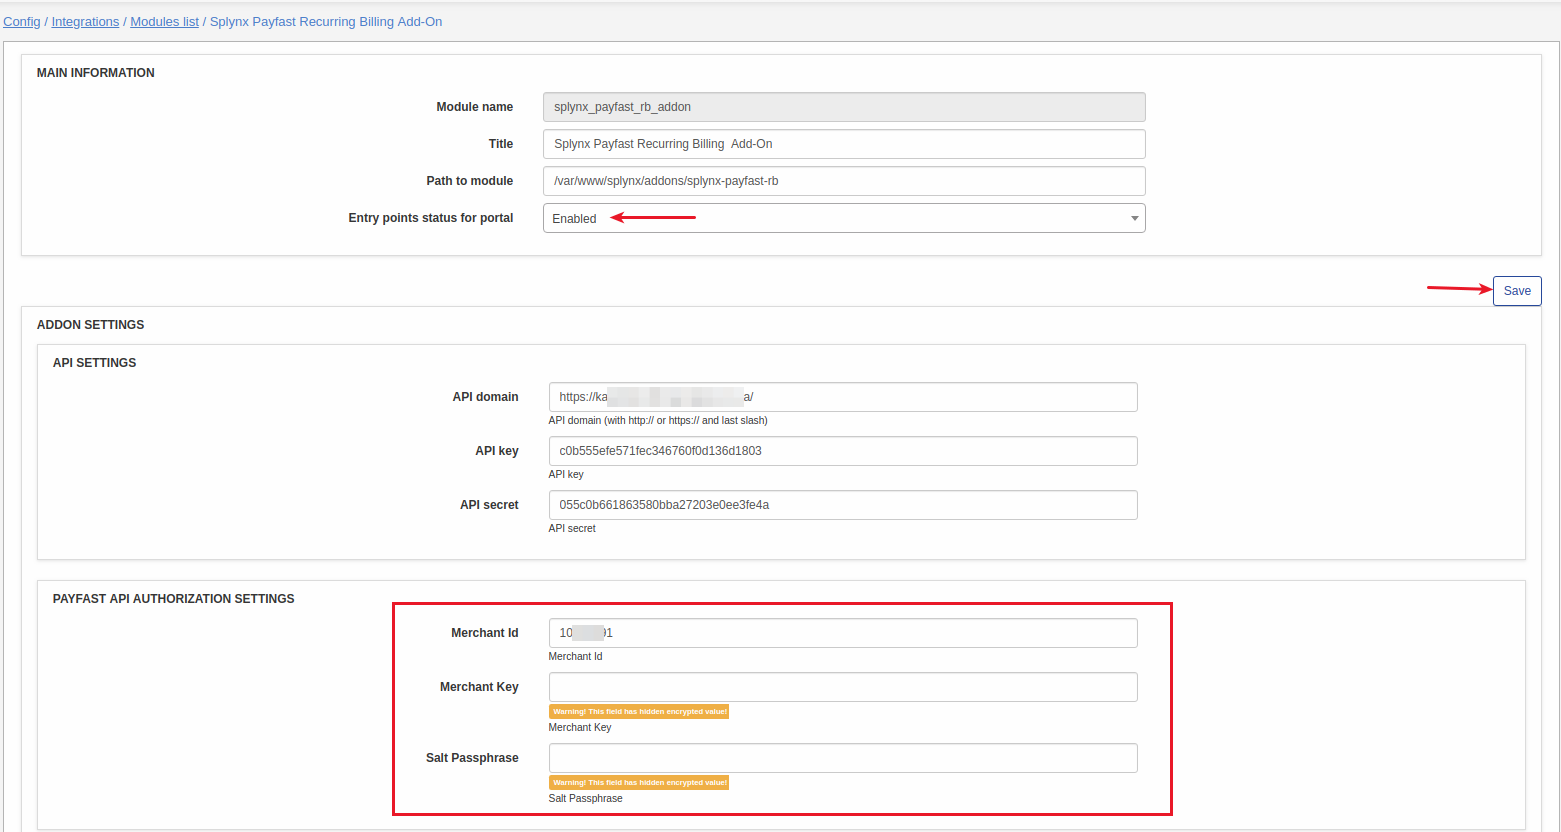 Config / Integrations / Modules list / Splynx Payfast Recurring Billing Add-On
MAIN INFORMATION
Module name splynx_payfast_rb_addon
Title Splynx Payfast Recurring Billing Add-On
Path to module /var/www/splynx/addons/splynx-payfast-rb
Entry points status for portal Enabled
Save
ADDON SETTINGS
API SETTINGS
API domain https://ka a/
API domain (with http:// or https:// and last slash)
API key c0b555efe571fec346760f0d136d1803
API key
API secret 055c0b661863580bba27203e0ee3fe4a
API secret
PAYFAST API AUTHORIZATION SETTINGS
Merchant Id 10 91
Merchant Id
Merchant Key
Warning! This field has hidden encrypted value!
Merchant Key
Salt Passphrase
Warning! This field has hidden encrypted value!
Salt Passphrase